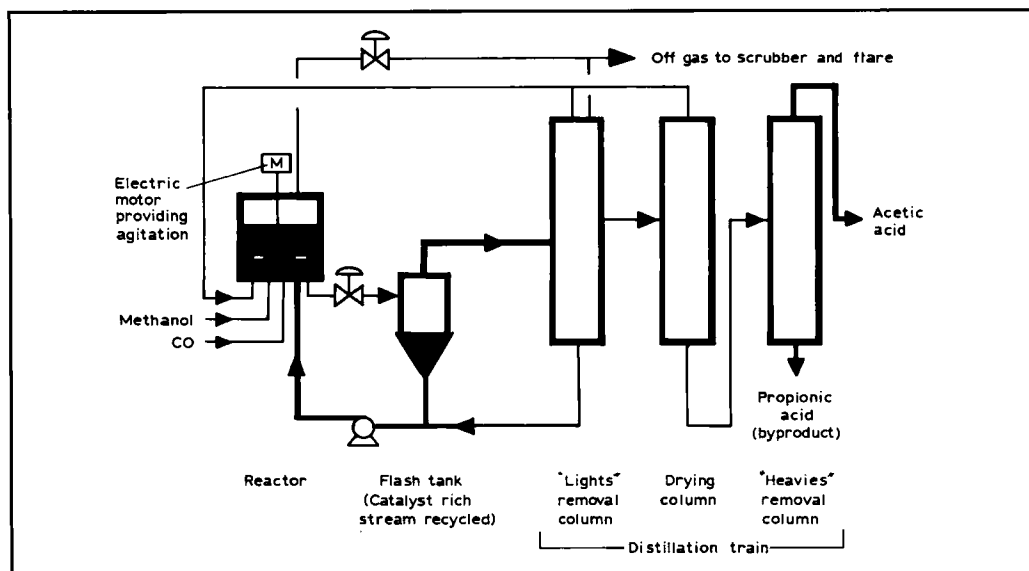 Off gas to scrubber and flare
M
Electric
motor
providing
agitation
Acetic
acid
Methanol
CO
Propionic
acid
(byproduct)
Reactor
Flash tank
(Catalyst rich
stream recycled)
"Lights"
removal
column
Drying
column
"Heavies"
removal
column
Distillation train